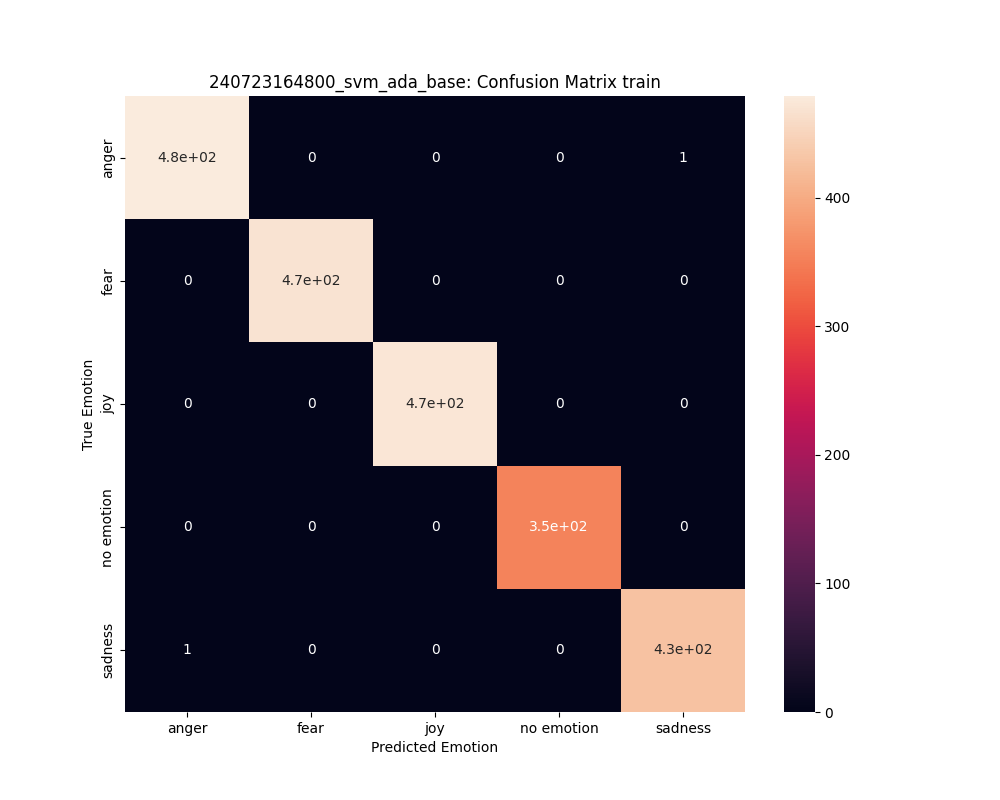 240723164800_svm_ada_base: Confusion Matrix train
anger 4.8e+02 0 0 0 1
fear 0 4.7e+02 0 0 0
joy 0 0 4.7e+02 0 0
no emotion 0 0 0 3.5e+02 0
sadness 1 0 0 0 4.3e+02
True Emotion
anger fear joy no emotion sadness
Predicted Emotion
400
300
200
100
0